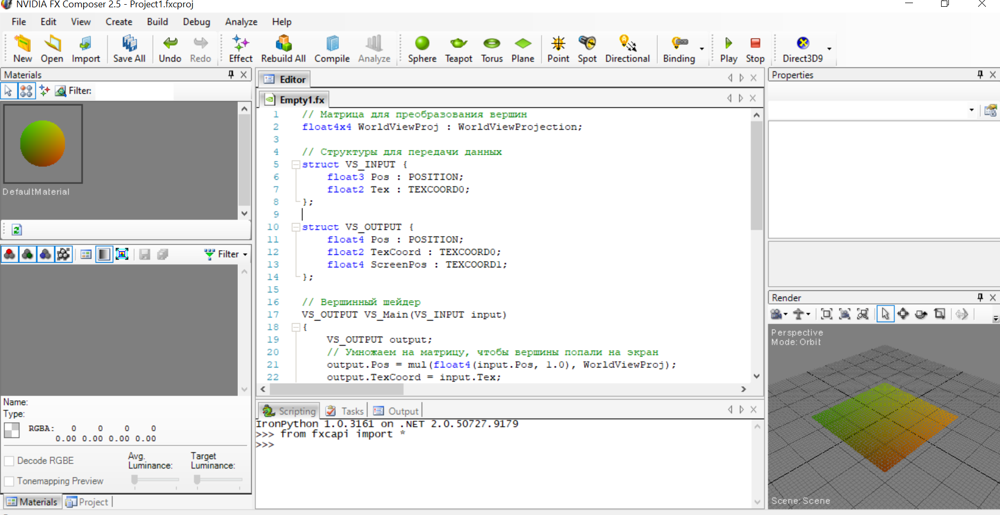 NVIDIA FX Composer 2.5 - Project1.fxcproj
File Edit View Create Build Debug Analyze Help
New Open Import Save All Undo Redo Effect Rebuild All Compile Analyze Sphere Teapot Torus Plane Point Spot Directional Binding Play Stop Direct3D9
Materials
Filter:
DefaultMaterial
Filter
Name:
Type:
RGBA: 0 0 0 0
0.00 0.00 0.00 0.00
Decode RGBE
Avg. Luminance:
Target Luminance:
Tonemapping Preview
Materials Project
Editor
Empty1.fx
1 // Матрица для преобразования вершин
2 float4x4 WorldViewProj : WorldViewProjection;
3
4 // Структуры для передачи данных
5 struct VS_INPUT {
6 float3 Pos : POSITION;
7 float2 Tex : TEXCOORD0;
8 };
9
10 struct VS_OUTPUT {
11 float4 Pos : POSITION;
12 float2 TexCoord : TEXCOORD0;
13 float4 ScreenPos : TEXCOORD1;
14 };
15
16 // Вершинный шейдер
17 VS_OUTPUT VS_Main(VS_INPUT input)
18 {
19 VS_OUTPUT output;
20 // Умножаем на матрицу, чтобы вершины попали на экран
21 output.Pos = mul(float4(input.Pos, 1.0), WorldViewProj);
22 output.TexCoord = input.Tex;
Scripting Tasks Output
IronPython 1.0.3161 on .NET 2.0.50727.9179
>>> from fxcapi import *
>>>
Properties
Render
Perspective
Mode: Orbit
Scene: Scene